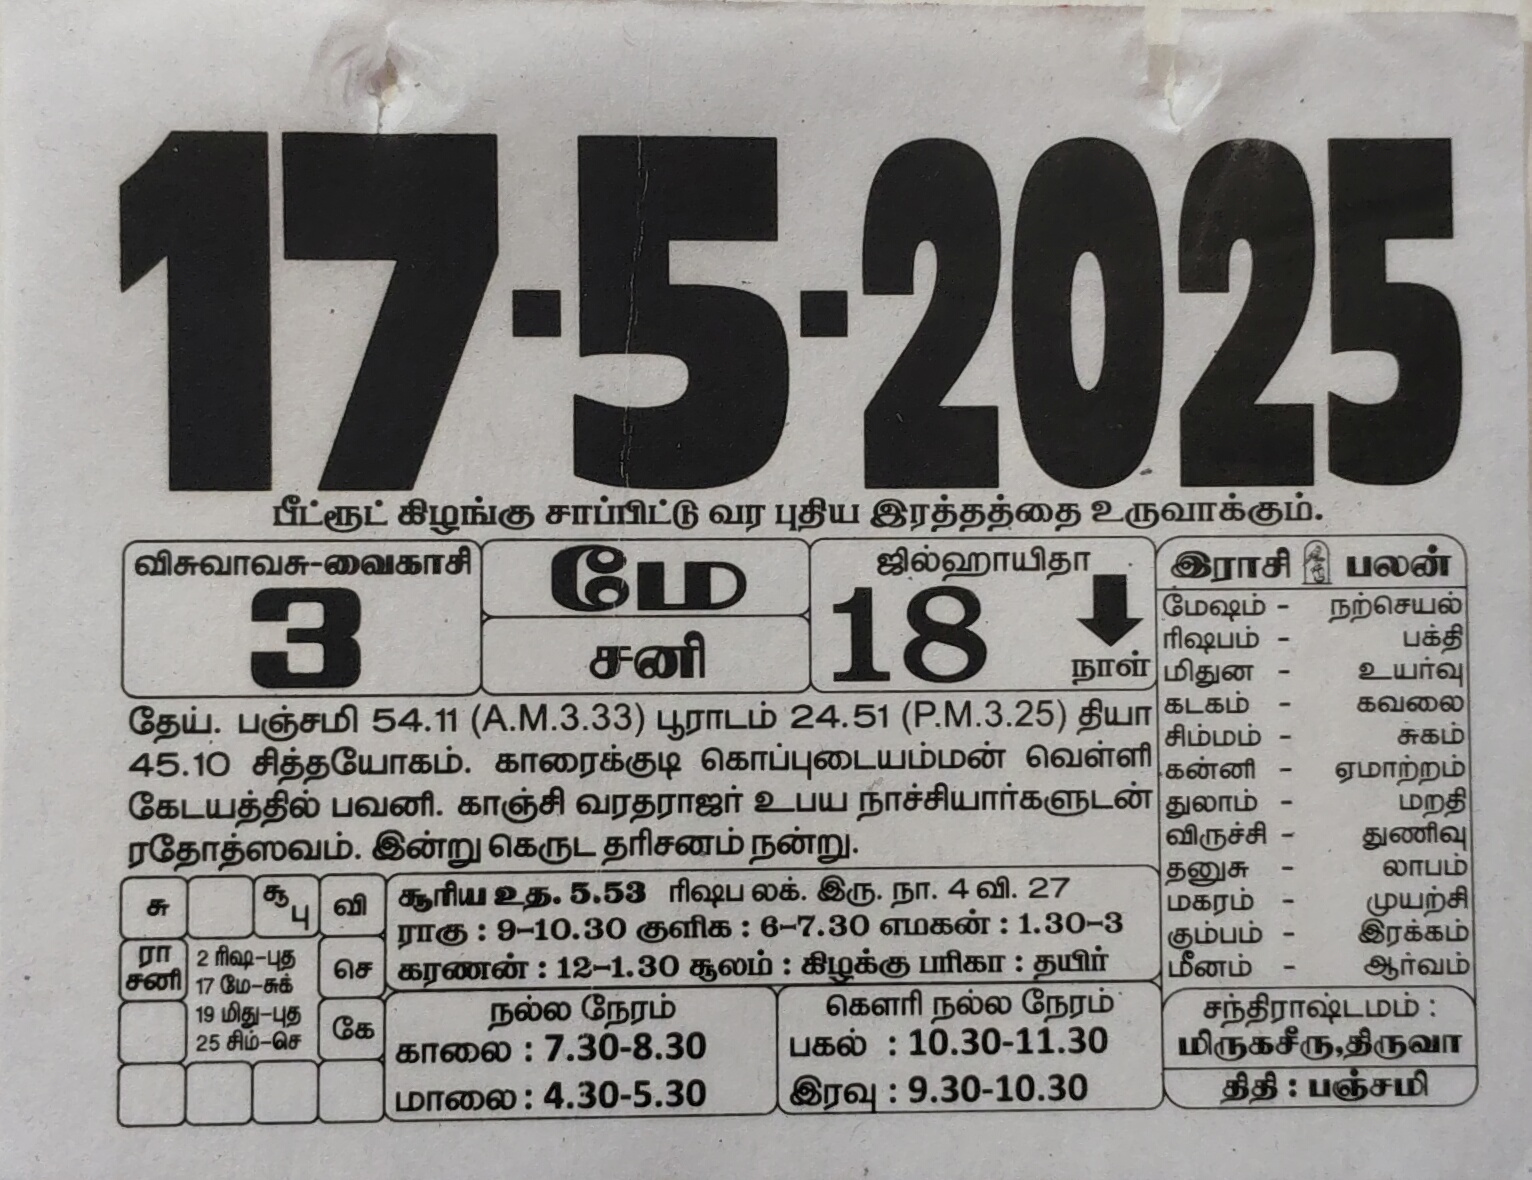 17-5-2025
பீட்ரூட் கிழங்கு சாப்பிட்டு வர புதிய இரத்தத்தை உருவாக்கும்.
விசுவாவசு-வைகாசி
3
மே
சனி
ஜில்ஹாயிதா
18
நாள்
இராசி பலன்
மேஷம் - நற்செயல்
ரிஷபம் - பக்தி
மிதுன - உயர்வு
கடகம் - கவலை
சிம்மம் - சுகம்
கன்னி - ஏமாற்றம்
துலாம் - மறதி
விருச்சி - துணிவு
தனுசு - லாபம்
மகரம் - முயற்சி
கும்பம் - இரக்கம்
மீனம் - ஆர்வம்
தேய். பஞ்சமி 54.11 (A.M.3.33) பூராடம் 24.51 (P.M.3.25) தியா
45.10 சித்தயோகம். காரைக்குடி கொப்புடையம்மன் வெள்ளி
கேடயத்தில் பவனி. காஞ்சி வரதராஜர் உபய நாச்சியார்களுடன்
ரதோத்ஸவம். இன்று கெருட தரிசனம் நன்று.
சு சூ பு வி
ரா சனி செ
கே
2 ரிஷ-புத
17 மே-சுக்
19 மிது-புத
25 சிம்-செ
சூரிய உத. 5.53 ரிஷப லக். இரு. நா. 4 வி. 27
ராகு : 9-10.30 குளிக : 6-7.30 எமகன் : 1.30-3
கரணன் : 12-1.30 சூலம் : கிழக்கு பரிகா : தயிர்
நல்ல நேரம்
காலை : 7.30-8.30
மாலை : 4.30-5.30
கௌரி நல்ல நேரம்
பகல் : 10.30-11.30
இரவு : 9.30-10.30
சந்திராஷ்டமம் :
மிருகசீரு,திருவா
திதி : பஞ்சமி